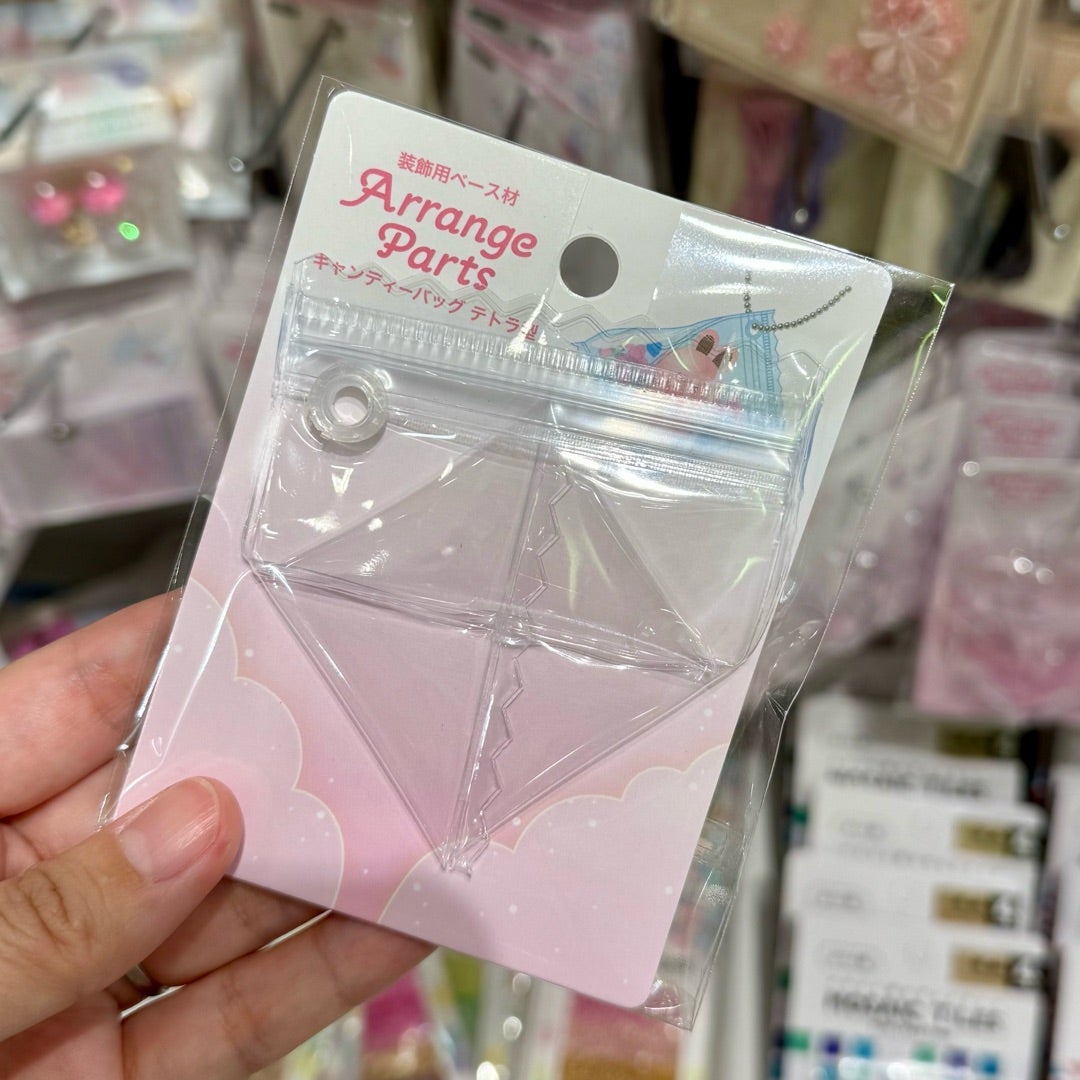 装飾用ベース材
Arrange
Parts
キャンディーバッグ テトラ型